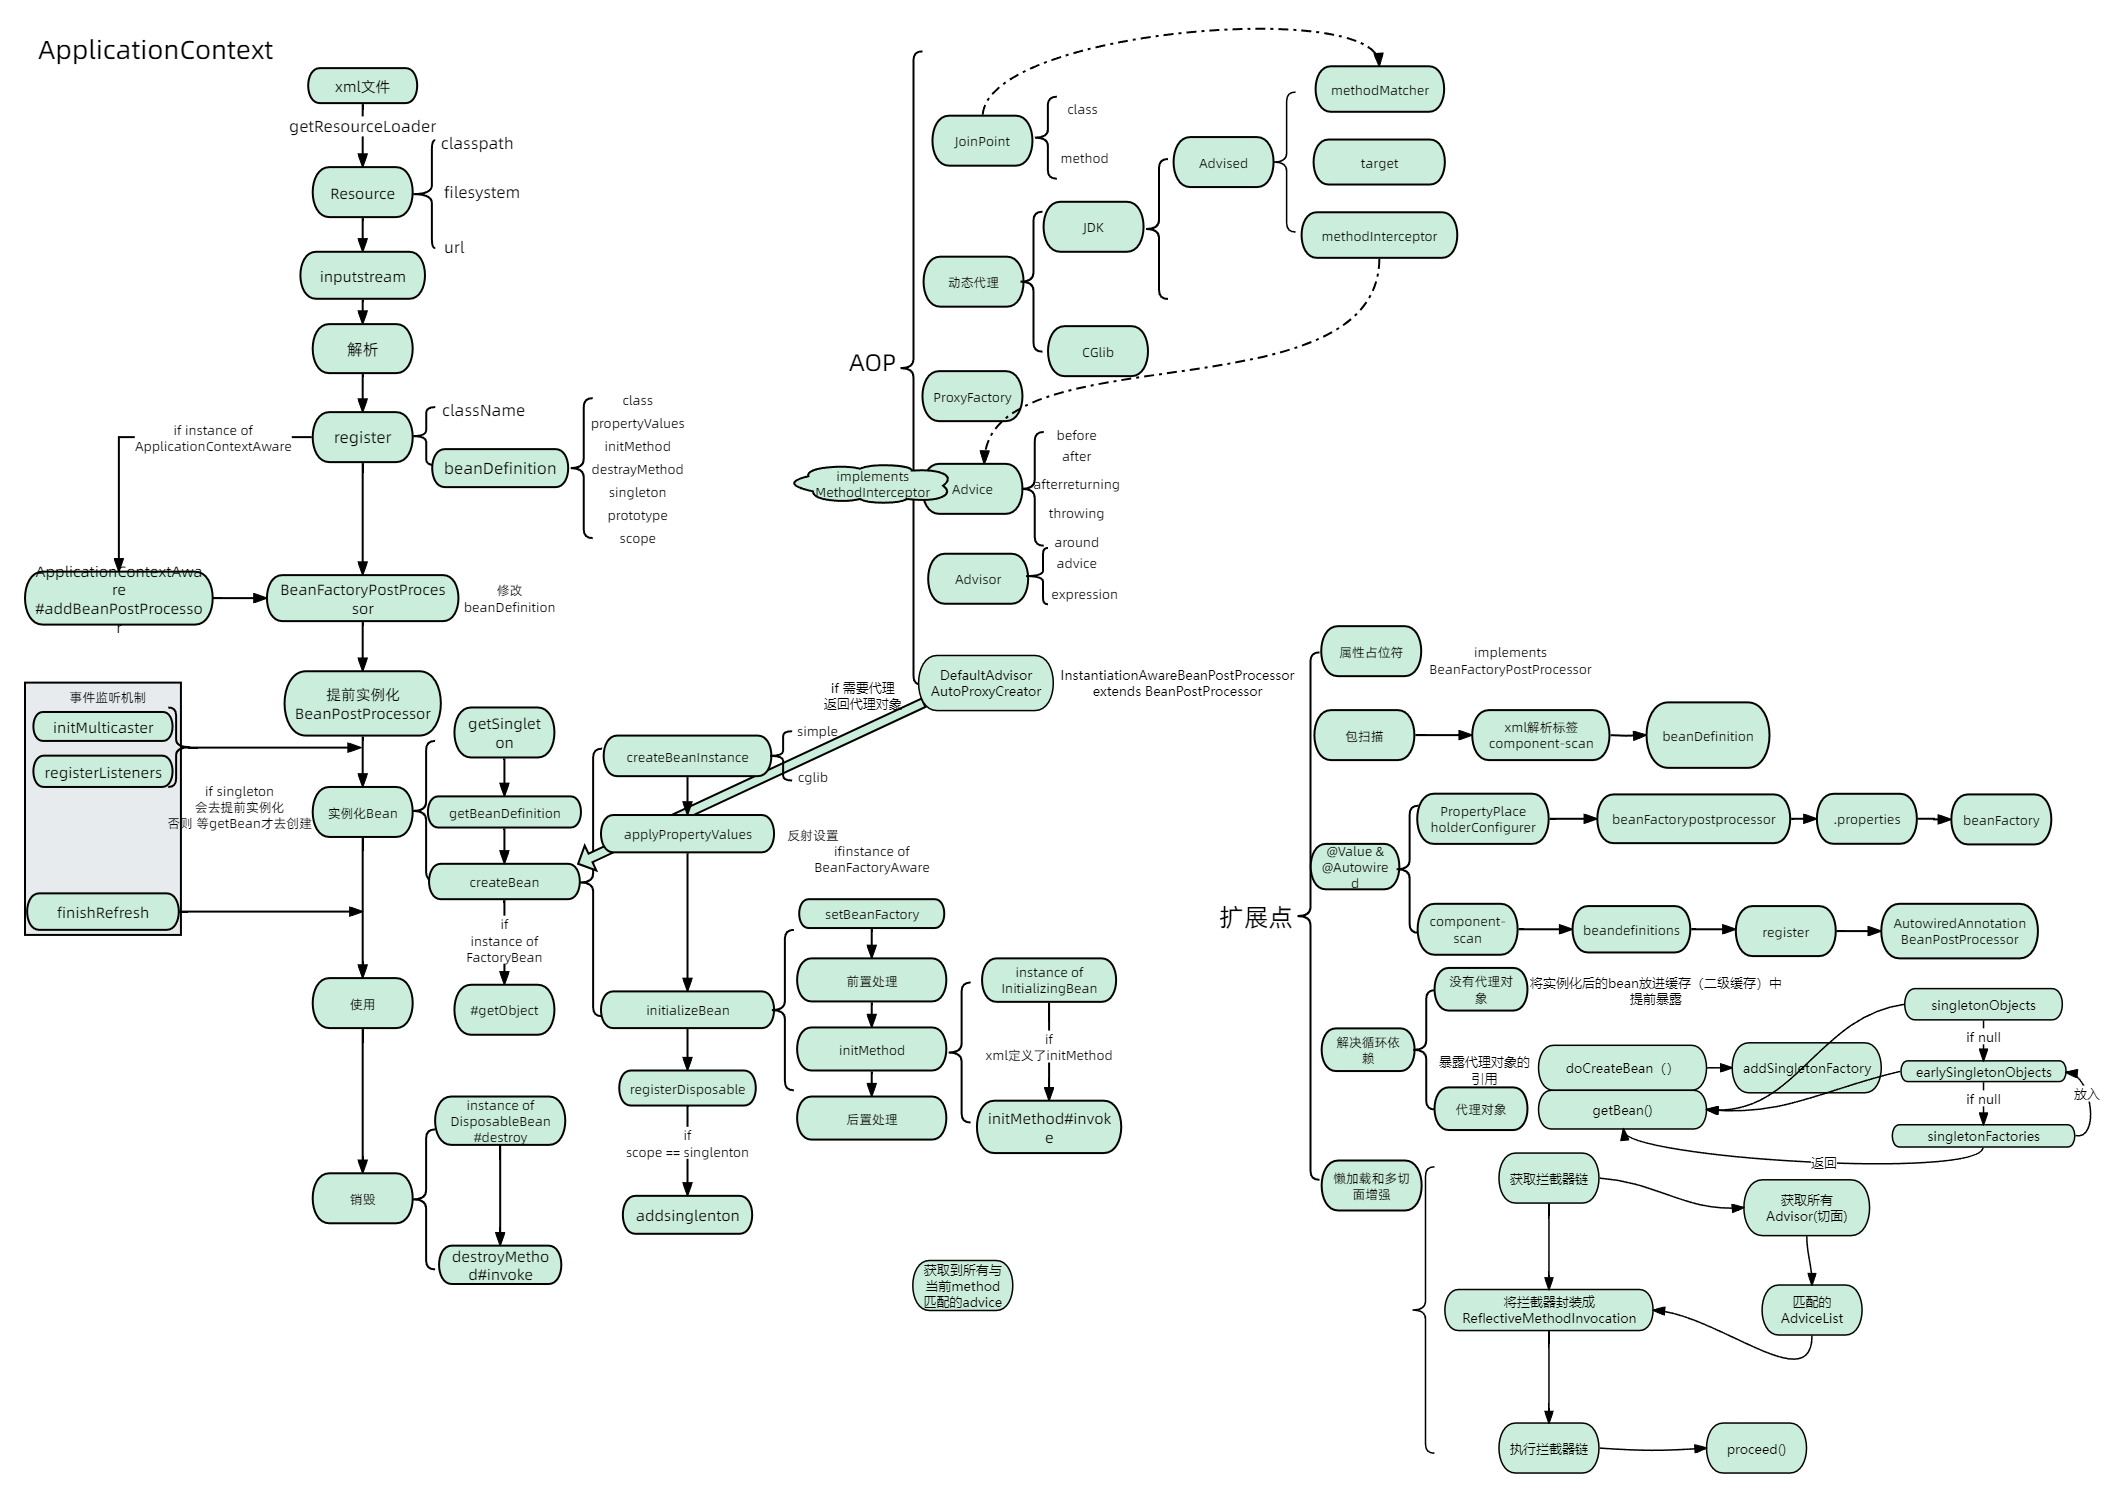 ApplicationContext
xml文件
getResourceLoader
classpath
Resource
filesystem
url
inputstream
解析
className
register
if instance of
ApplicationContextAware
beanDefinition
class
propertyValues
initMethod
destrayMethod
singleton
prototype
scope
ApplicationContextAwa
re
#addBeanPostProcesso
r
BeanFactoryPostProces
sor
修改
beanDefinition
提前实例化
BeanPostProcessor
事件监听机制
initMulticaster
registerListeners
finishRefresh
if singleton
会去提前实例化
否则 等getBean才去创建
实例化Bean
getSinglet
on
getBeanDefinition
createBean
if
instance of
FactoryBean
#getObject
使用
销毁
instance of
DisposableBean
#destroy
destroyMetho
d#invoke
createBeanInstance
simple
cglib
applyPropertyValues
反射设置
ifinstance of
BeanFactoryAware
initializeBean
registerDisposable
if
scope == singlenton
addsinglenton
setBeanFactory
前置处理
initMethod
后置处理
instance of
InitializingBean
if
xml定义了initMethod
initMethod#invok
e
if 需要代理
返回代理对象
AOP
JoinPoint
class
method
动态代理
JDK
CGlib
Advised
methodMatcher
target
methodInterceptor
ProxyFactory
implements
MethodInterceptor
Advice
before
after
afterreturning
throwing
around
Advisor
advice
expression
DefaultAdvisor
AutoProxyCreator
InstantiationAwareBeanPostProcessor
extends BeanPostProcessor
获取到所有与
当前method
匹配的advice
扩展点
属性占位符
implements
BeanFactoryPostProcessor
包扫描
xml解析标签
component-scan
beanDefinition
@Value &
@Autowire
d
PropertyPlace
holderConfigurer
beanFactorypostprocessor
.properties
beanFactory
component-
scan
beandefinitions
register
AutowiredAnnotation
BeanPostProcessor
解决循环依
赖
没有代理对
象
将实例化后的bean放进缓存（二级缓存）中
提前暴露
暴露代理对象的
引用
代理对象
doCreateBean（）
addSingletonFactory
getBean()
singletonObjects
if null
earlySingletonObjects
if null
放入
singletonFactories
返回
懒加载和多切
面增强
获取拦截器链
获取所有
Advisor(切面)
匹配的
AdviceList
将拦截器封装成
ReflectiveMethodInvocation
执行拦截器链
proceed()